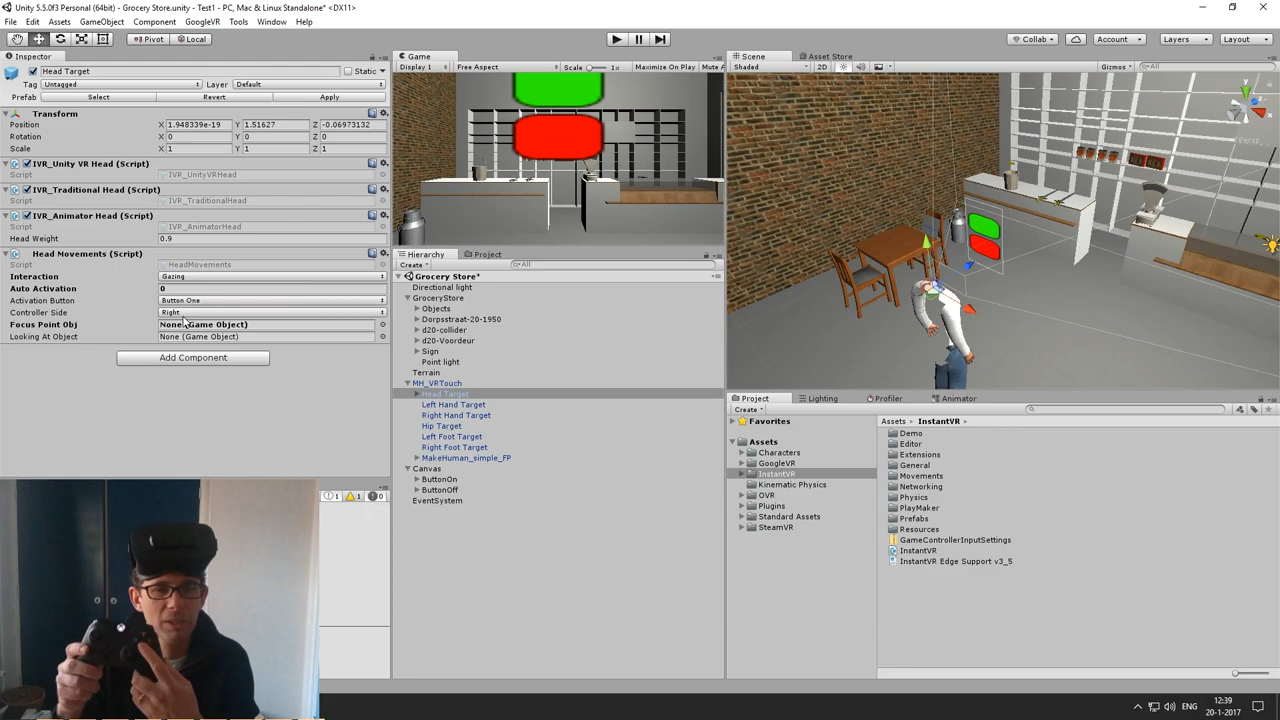 Unity 5.5.0f3 Personal (64bit) - Grocery Store.unity - Test1 - PC, Mac & Linux Standalone* <DX11>
File Edit Assets GameObject Component GoogleVR Tools Window Help
Pivot Local Collab Account Layers Layout
Inspector
Head Target Static
Tag Untagged Layer Default
Prefab Select Revert Apply
Transform
Position X 1.948339e-19 Y 1.51627 Z -0.06973132
Rotation X 0 Y 0 Z 0
Scale X 1 Y 1 Z 1
IVR_Unity VR Head (Script)
Script IVR_UnityVRHead
IVR_Traditional Head (Script)
Script IVR_TraditionalHead
IVR_Animator Head (Script)
Script IVR_AnimatorHead
Head Weight 0.9
Head Movements (Script)
Script HeadMovements
Interaction Gazing
Auto Activation 0
Activation Button Button One
Controller Side Right
Focus Point Obj None (Game Object)
Looking At Object None (Game Object)
Add Component
Game
Display 1 Free Aspect Scale 1x Maximize On Play Mute A
Hierarchy Project
Create All
Grocery Store*
Directional light
GroceryStore
Objects
Dorpsstraat-20-1950
d20-collider
d20-Voordeur
Sign
Point light
Terrain
MH_VRTouch
Head Target
Left Hand Target
Right Hand Target
Hip Target
Left Foot Target
Right Foot Target
MakeHuman_simple_FP
Canvas
ButtonOn
ButtonOff
EventSystem
Scene Asset Store
Shaded 2D Gizmos All
y
Persp
Project Lighting Profiler Animator
Create
Favorites
Assets
Characters
GoogleVR
InstantVR
Kinematic Physics
OVR
Plugins
Standard Assets
SteamVR
Assets InstantVR
Demo
Editor
Extensions
General
Movements
Networking
Physics
PlayMaker
Prefabs
Resources
GameControllerInputSettings
InstantVR
InstantVR Edge Support v3_5
1 1 0
ENG 12:39
20-1-2017